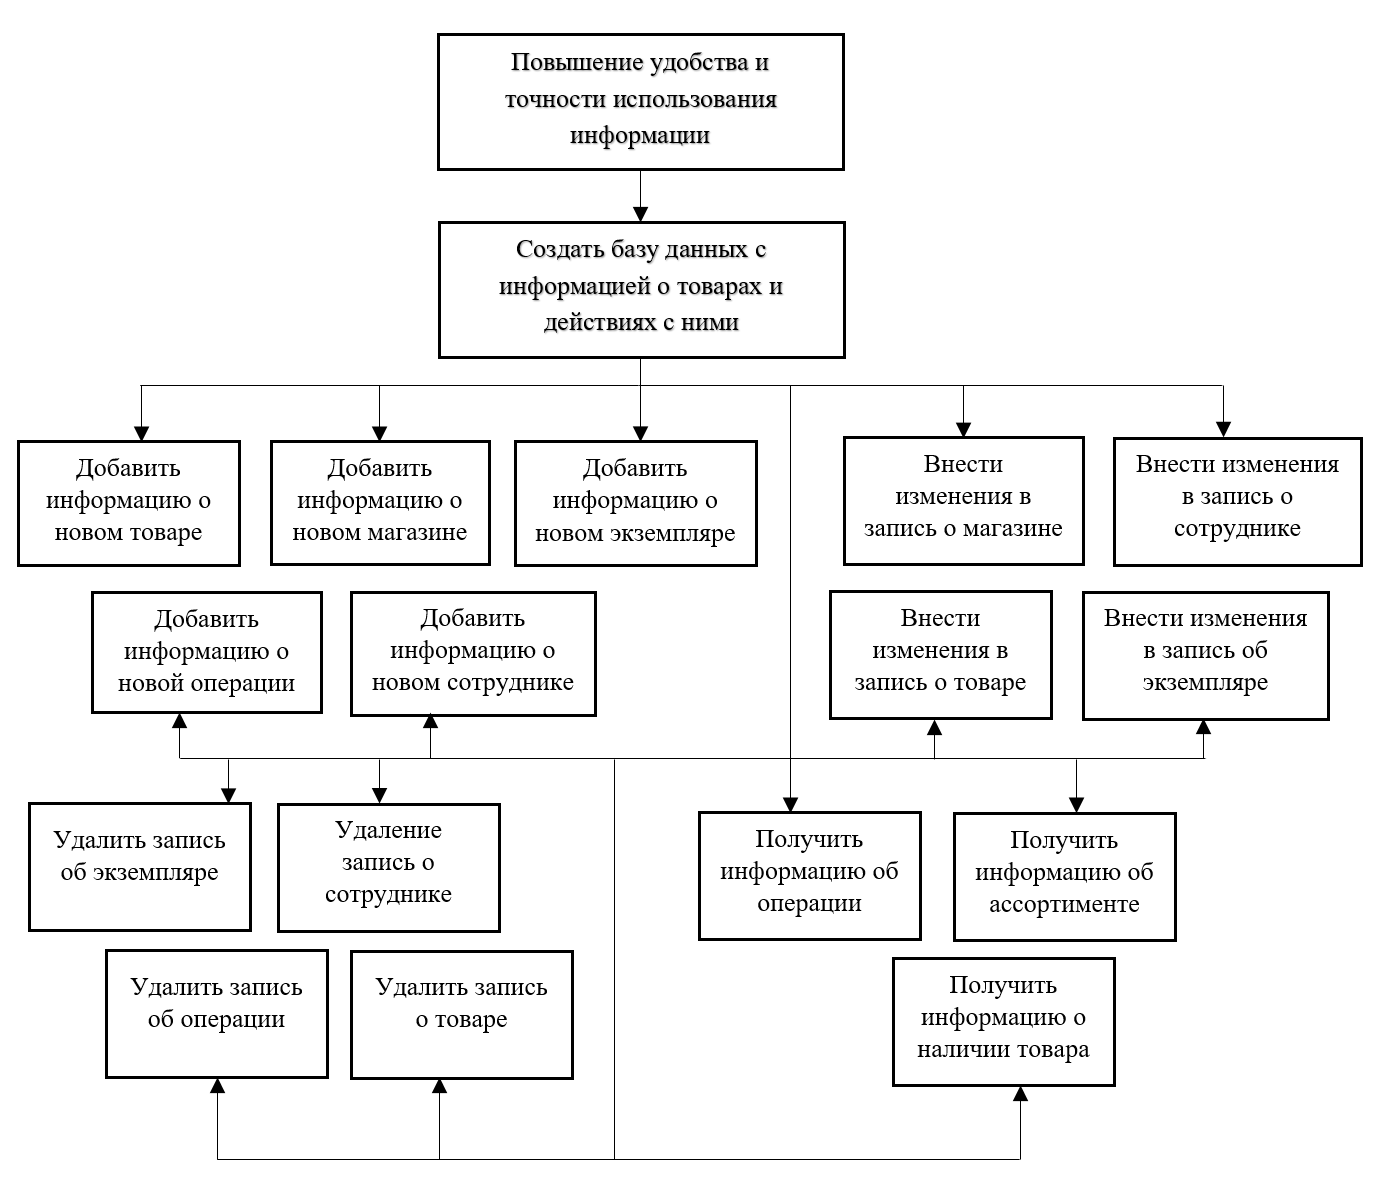 Повышение удобства и
точности использования
информации
Создать базу данных с
информацией о товарах и
действиях с ними
Добавить
информацию о
новом товаре
Добавить
информацию о
новом магазине
Добавить
информацию о
новом экземпляре
Внести
изменения в
запись о магазине
Внести изменения
в запись о
сотруднике
Добавить
информацию о
новой операции
Добавить
информацию о
новом сотруднике
Внести
изменения в
запись о товаре
Внести изменения
в запись об
экземпляре
Удалить запись
об экземпляре
Удаление
запись о
сотруднике
Получить
информацию об
операции
Получить
информацию об
ассортименте
Удалить запись
об операции
Удалить запись
о товаре
Получить
информацию о
наличии товара